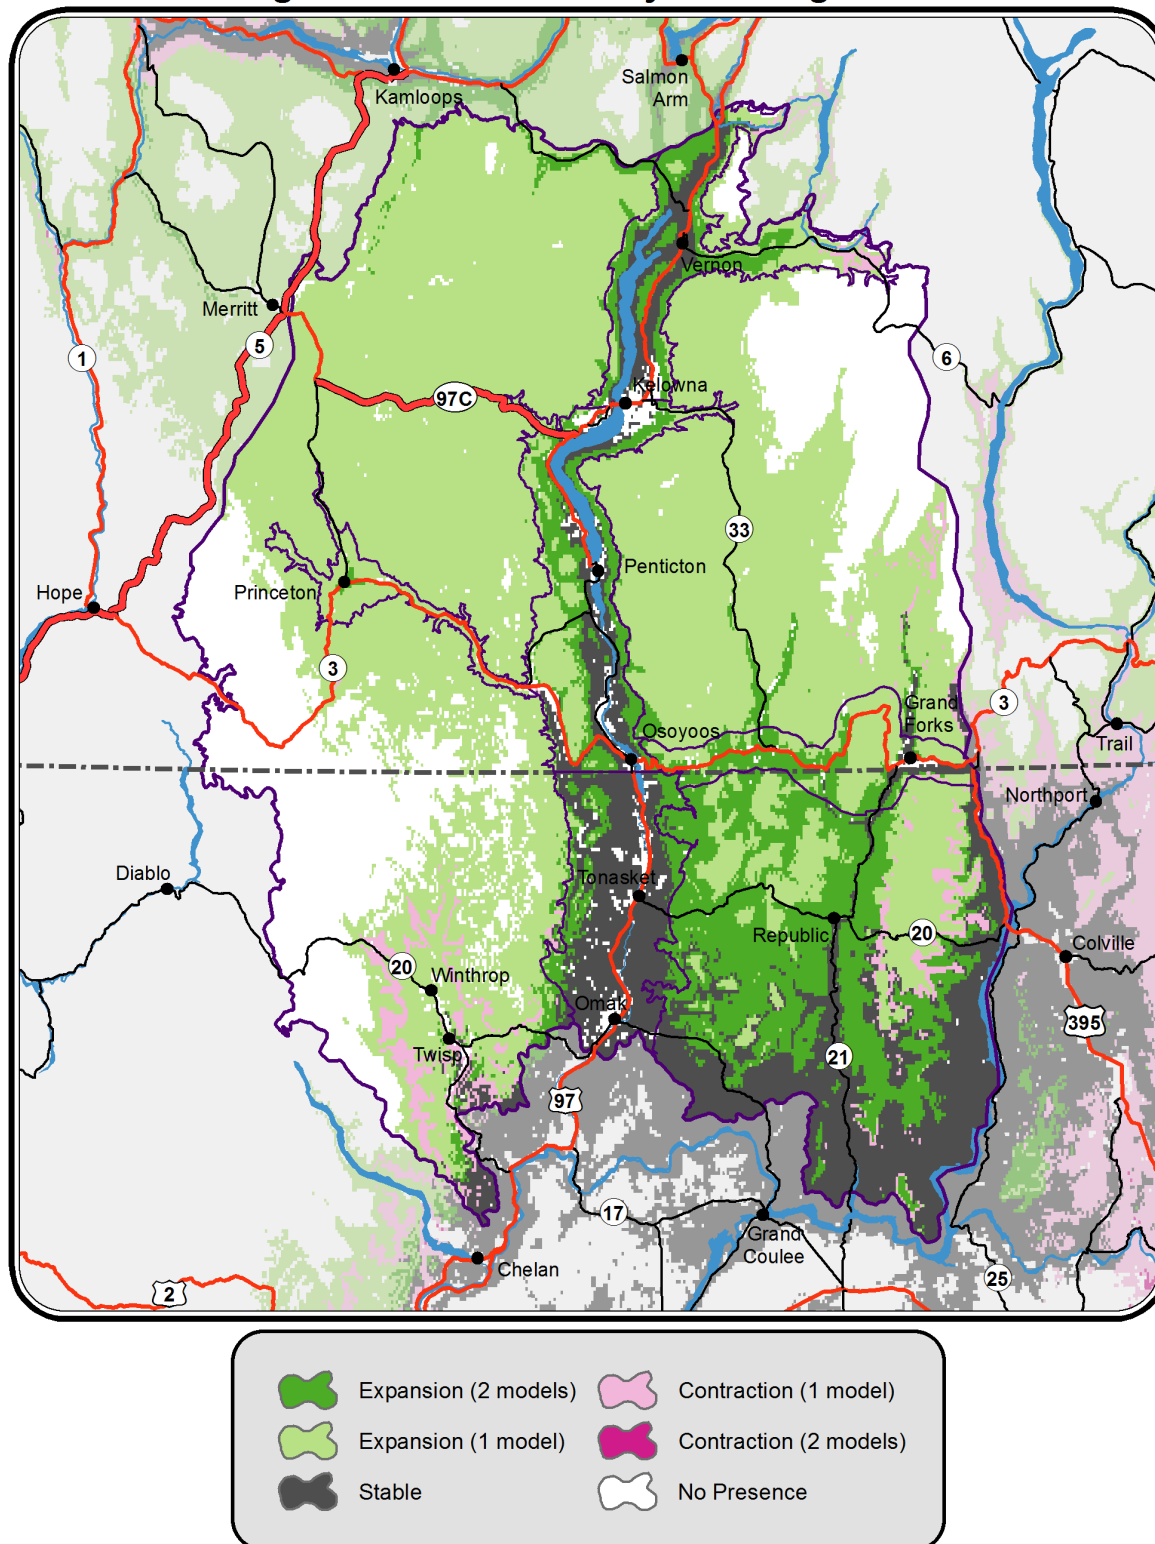 Salmon
Arm
Kamloops
Vernon
Merritt
1
5
6
97C
Kelowna
33
Hope
Princeton
Penticton
3
Grand
Forks
3
Osoyoos
Trail
Northport
Diablo
Tonasket
Republic
20
Colville
20
Winthrop
Omak
395
Twisp
21
97
17
Grand
Coulee
Chelan
25
2
Expansion (2 models)
Contraction (1 model)
Expansion (1 model)
Contraction (2 models)
Stable
No Presence